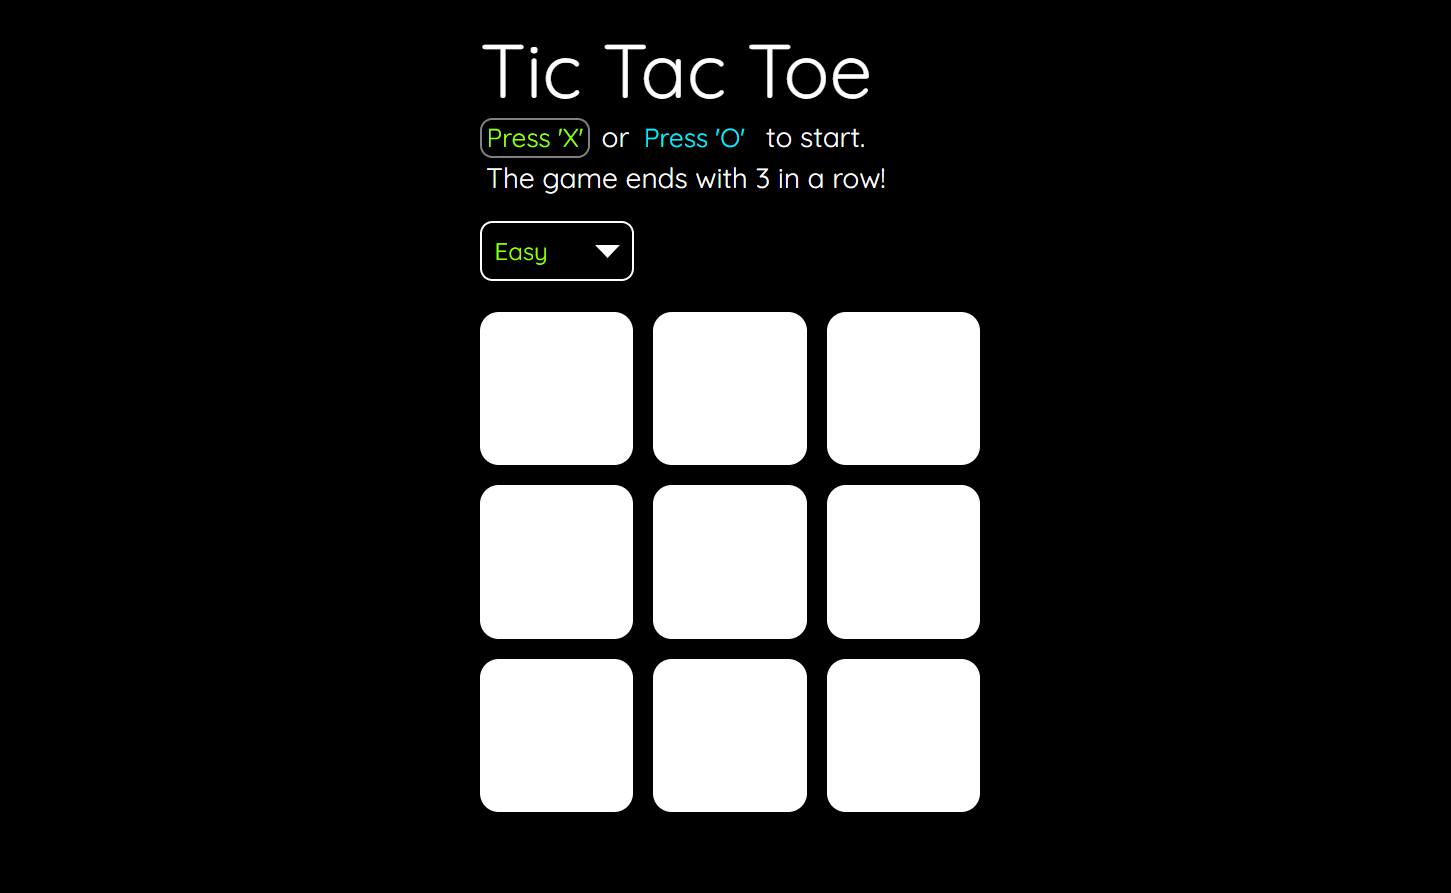 Tic Tac Toe
Press 'X' or Press 'O' to start.
The game ends with 3 in a row!
Easy